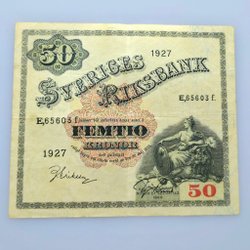 50
1927
SVERIGES
RIKSBANK
E,65603 f.
E,65603 f.
FEMTIO
KRONOR
1927
50